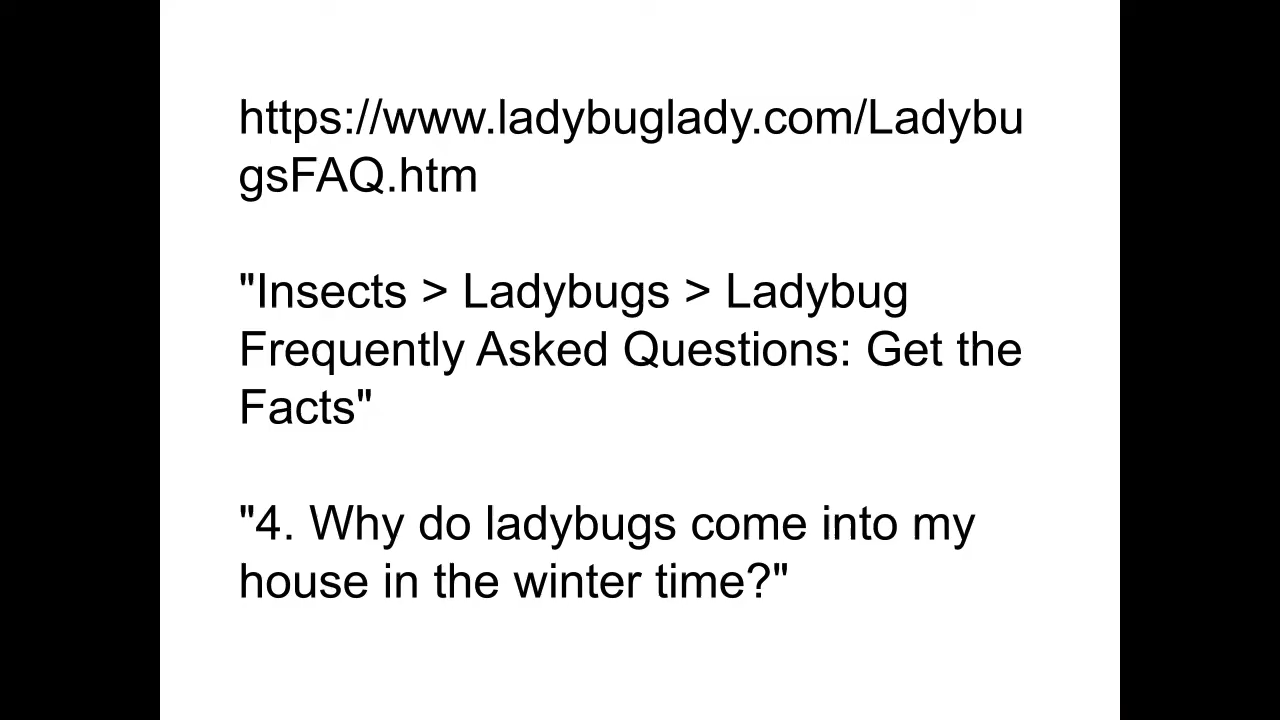 https://www.ladybuglady.com/Ladybu
gsFAQ.htm
"Insects > Ladybugs > Ladybug
Frequently Asked Questions: Get the
Facts"
"4. Why do ladybugs come into my
house in the winter time?"